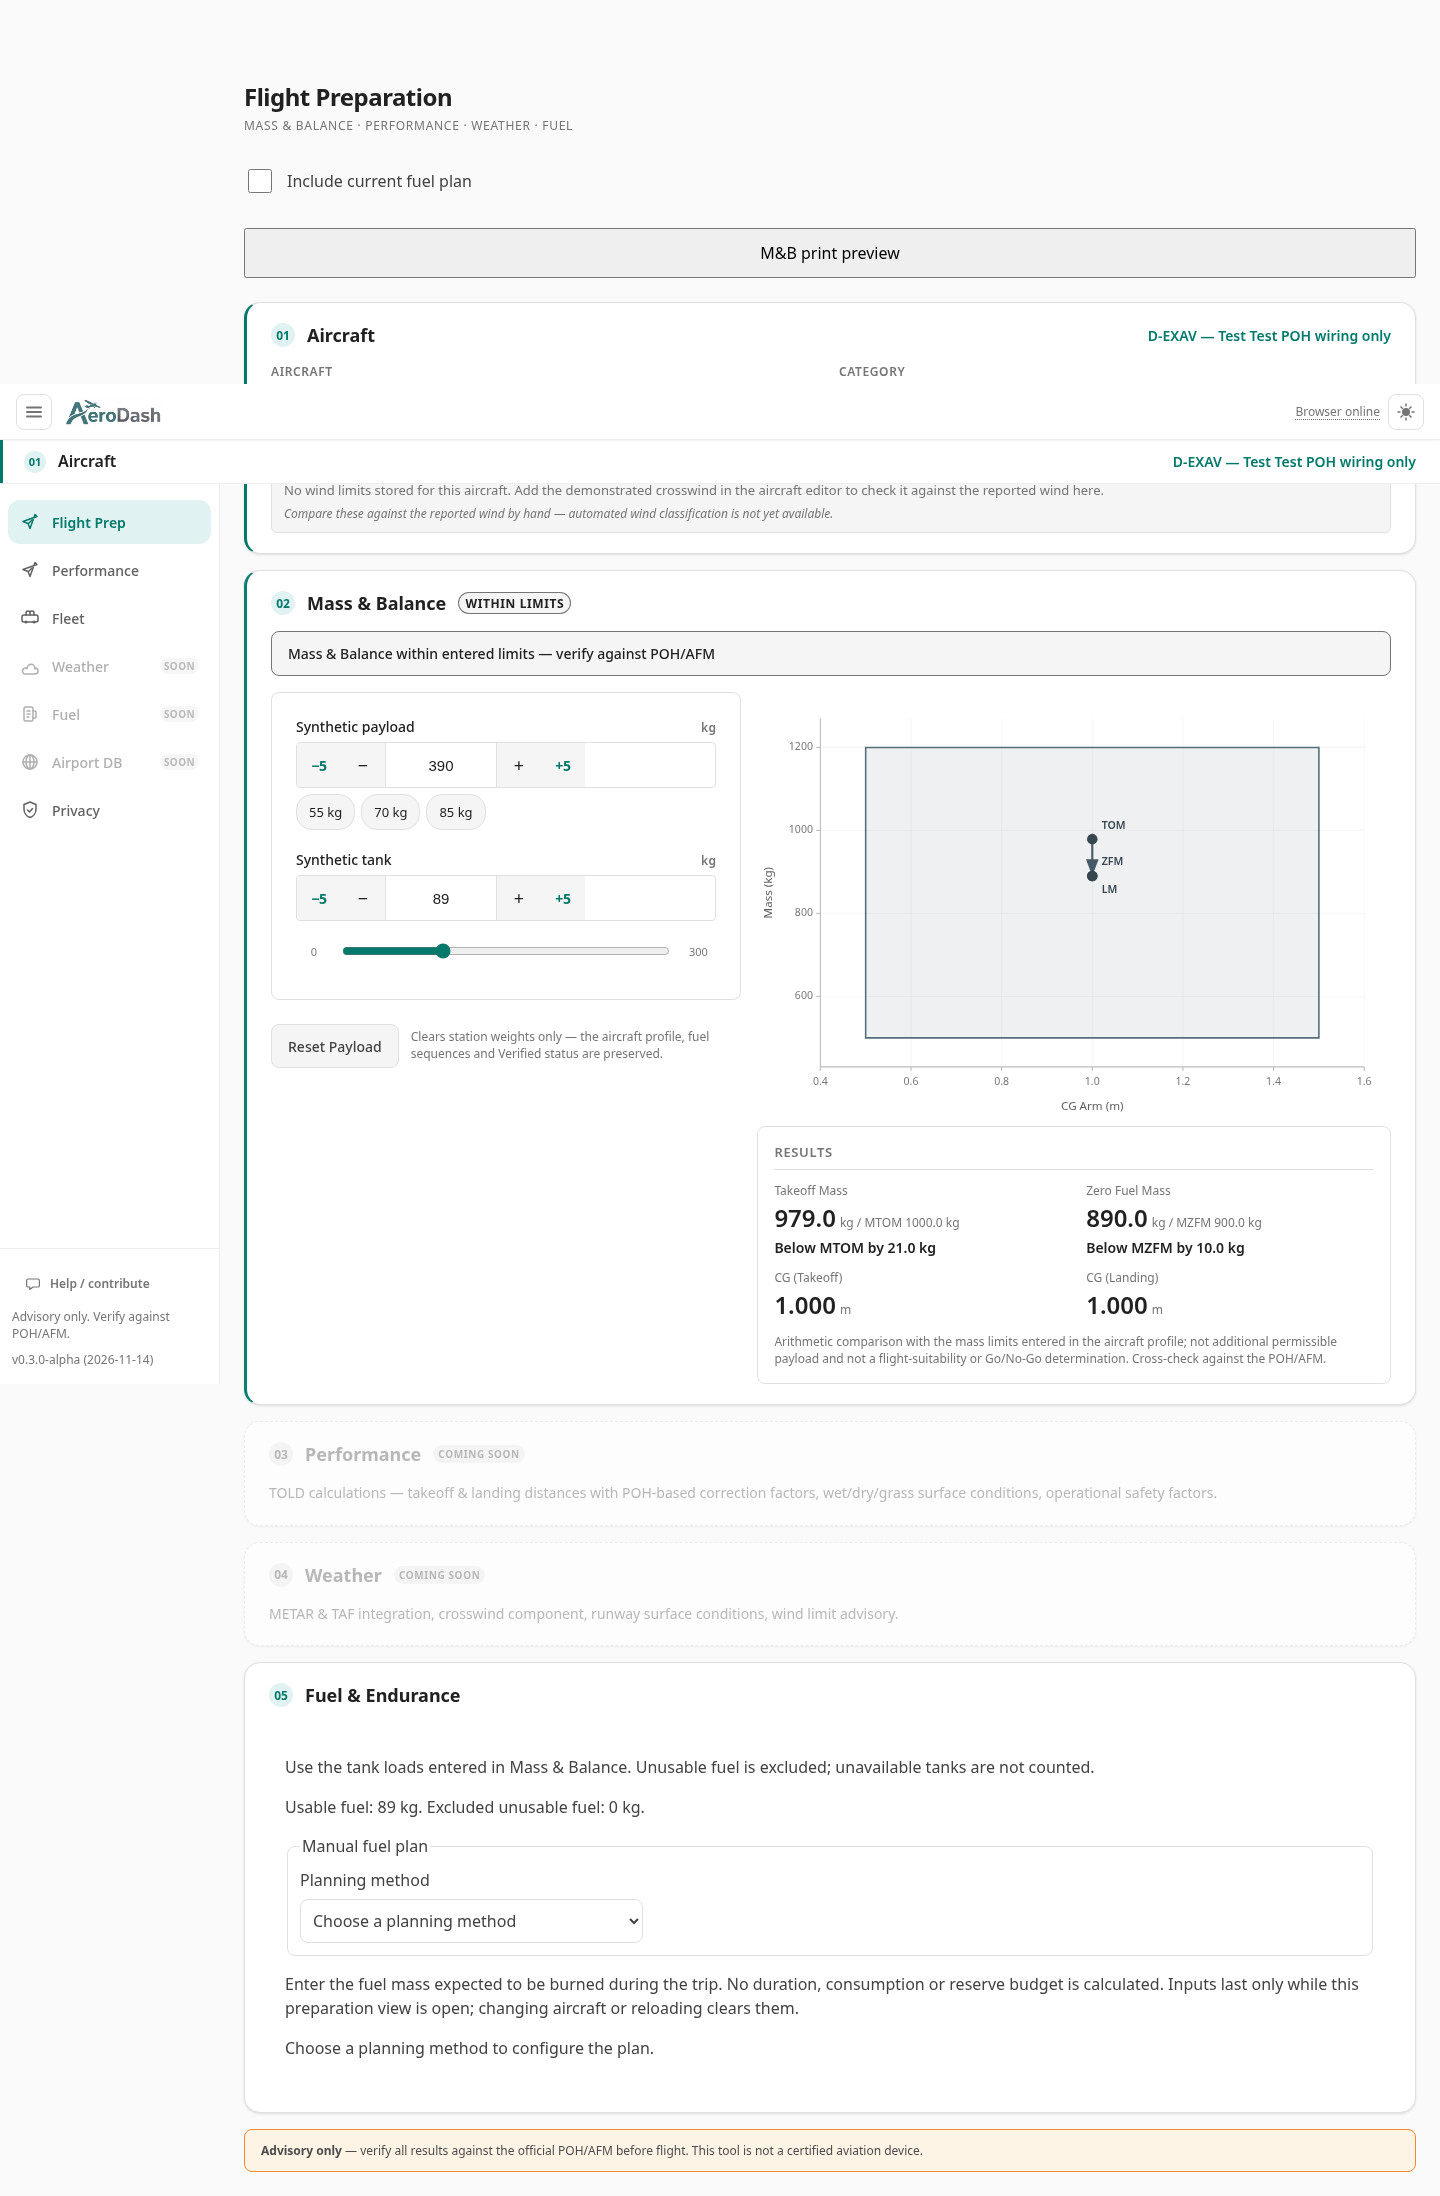 Flight Preparation
MASS & BALANCE · PERFORMANCE · WEATHER · FUEL
Include current fuel plan
M&B print preview
01 Aircraft D-EXAV — Test Test POH wiring only
AIRCRAFT CATEGORY
AeroDash Browser online
01 Aircraft D-EXAV — Test Test POH wiring only
No wind limits stored for this aircraft. Add the demonstrated crosswind in the aircraft editor to check it against the reported wind here.
Compare these against the reported wind by hand — automated wind classification is not yet available.
Flight Prep
Performance
Fleet
Weather SOON
Fuel SOON
Airport DB SOON
Privacy
Help / contribute
Advisory only. Verify against
POH/AFM.
v0.3.0-alpha (2026-11-14)
02 Mass & Balance WITHIN LIMITS
Mass & Balance within entered limits — verify against POH/AFM
Synthetic payload kg
−5 − 390 + +5
55 kg 70 kg 85 kg
Synthetic tank kg
−5 − 89 + +5
0 300
Reset Payload
Clears station weights only — the aircraft profile, fuel
sequences and Verified status are preserved.
1200
1000
800
600
Mass (kg)
TOM
ZFM
LM
0.4 0.6 0.8 1.0 1.2 1.4 1.6
CG Arm (m)
RESULTS
Takeoff Mass Zero Fuel Mass
979.0 kg / MTOM 1000.0 kg 890.0 kg / MZFM 900.0 kg
Below MTOM by 21.0 kg Below MZFM by 10.0 kg
CG (Takeoff) CG (Landing)
1.000 m 1.000 m
Arithmetic comparison with the mass limits entered in the aircraft profile; not additional permissible
payload and not a flight-suitability or Go/No-Go determination. Cross-check against the POH/AFM.
03 Performance COMING SOON
TOLD calculations — takeoff & landing distances with POH-based correction factors, wet/dry/grass surface conditions, operational safety factors.
04 Weather COMING SOON
METAR & TAF integration, crosswind component, runway surface conditions, wind limit advisory.
05 Fuel & Endurance
Use the tank loads entered in Mass & Balance. Unusable fuel is excluded; unavailable tanks are not counted.
Usable fuel: 89 kg. Excluded unusable fuel: 0 kg.
Manual fuel plan
Planning method
Choose a planning method
Enter the fuel mass expected to be burned during the trip. No duration, consumption or reserve budget is calculated. Inputs last only while this
preparation view is open; changing aircraft or reloading clears them.
Choose a planning method to configure the plan.
Advisory only — verify all results against the official POH/AFM before flight. This tool is not a certified aviation device.